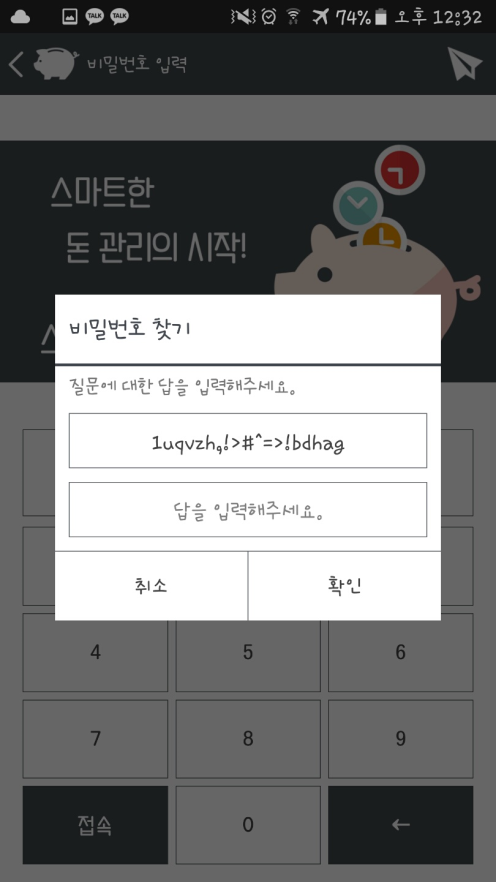 TALK TALK 74% 오후 12:32
비밀번호 입력
스마트한
돈 관리의 시작!
비밀번호 찾기
질문에 대한 답을 입력해주세요.
1uqvzh,!>#^=>!bdhag
답을 입력해주세요.
취소 확인
4 5 6
7 8 9
접속 0 ←